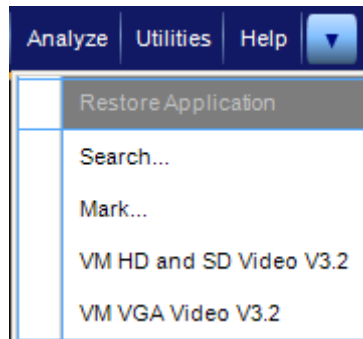 Analyze Utilities Help
Restore Application
Search...
Mark...
VM HD and SD Video V3.2
VM VGA Video V3.2